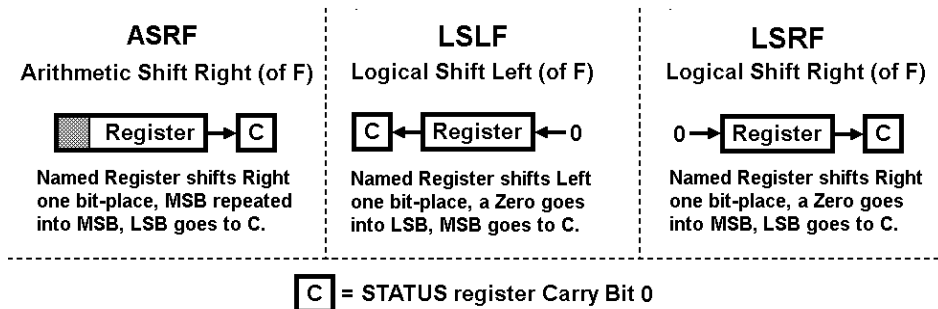 ASRF
Arithmetic Shift Right (of F)
Register
C
Named Register shifts Right
one bit-place, MSB repeated
into MSB, LSB goes to C.
LSLF
Logical Shift Left (of F)
C
Register
0
Named Register shifts Left
one bit-place, a Zero goes
into LSB, MSB goes to C.
LSRF
Logical Shift Right (of F)
0
Register
C
Named Register shifts Right
one bit-place, a Zero goes
into MSB, LSB goes to C.
C = STATUS register Carry Bit 0